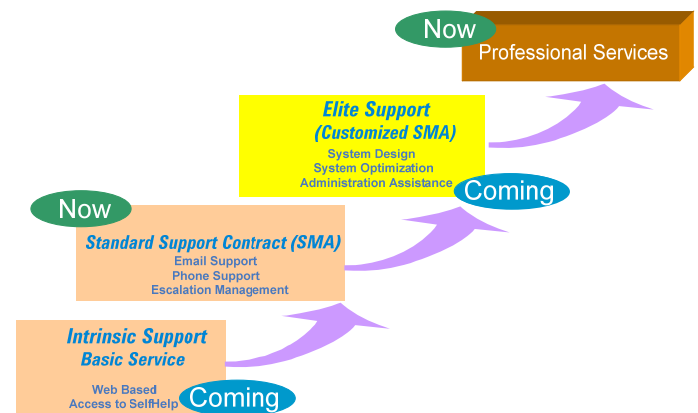 Now
Professional Services
Elite Support
(Customized SMA)
System Design
System Optimization
Administration Assistance
Coming
Now
Standard Support Contract (SMA)
Email Support
Phone Support
Escalation Management
Intrinsic Support
Basic Service
Web Based
Access to SelfHelp
Coming